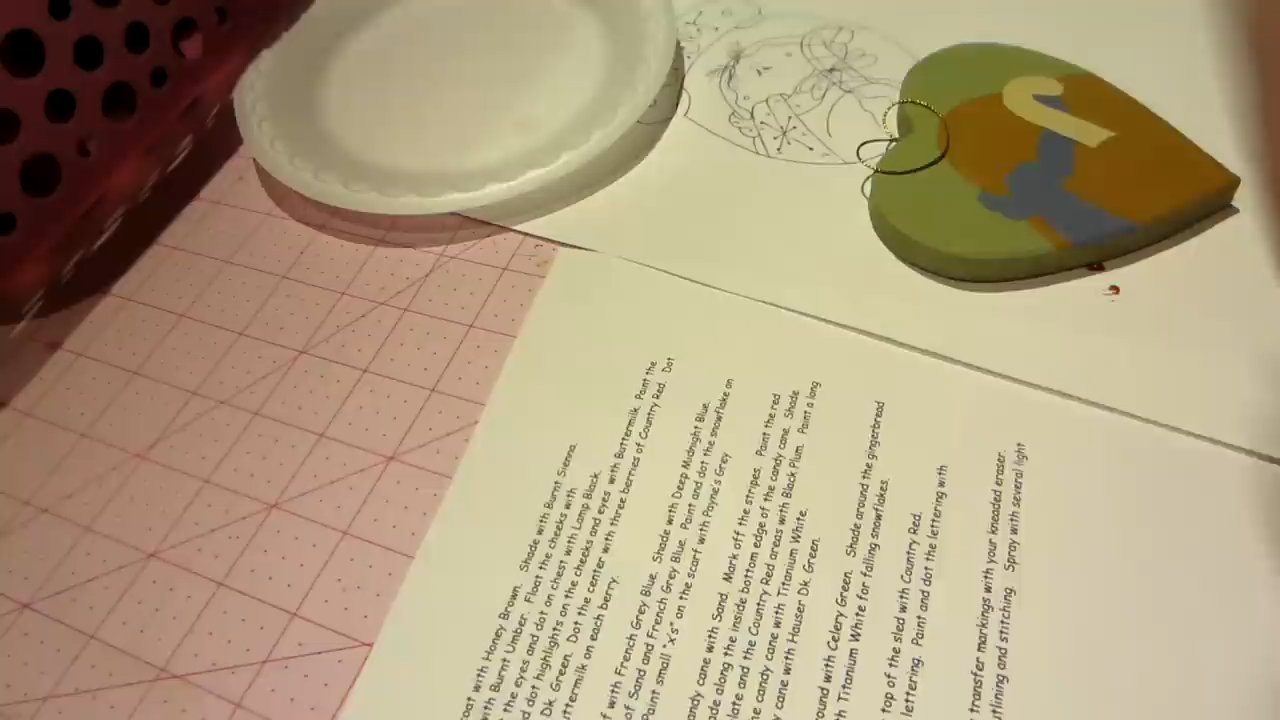 coat with Honey Brown. Shade with Burnt Sienna.
with Burnt Umber. Float the cheeks with
the eyes and dot on chest with Lamp Black.
d dot highlights on the cheeks and eyes with Buttermilk. Paint the
Dk. Green. Dot the center with three berries of Country Red. Dot
ttermilk on each berry.
f with French Grey Blue. Shade with Deep Midnight Blue.
of Sand and French Grey Blue. Paint and dot the snowflake on
Paint small "x's" on the scarf with Payne's Grey
andy cane with Sand. Mark off the stripes. Paint the red
ade along the inside bottom edge of the candy cane. Shade
late and the Country Red areas with Black Plum. Paint a long
e candy cane with Titanium White.
y cane with Hauser Dk. Green.
ound with Celery Green. Shade around the gingerbread
h Titanium White for falling snowflakes.
top of the sled with Country Red.
lettering. Paint and dot the lettering with
transfer markings with your kneaded eraser.
utlining and stitching. Spray with several light